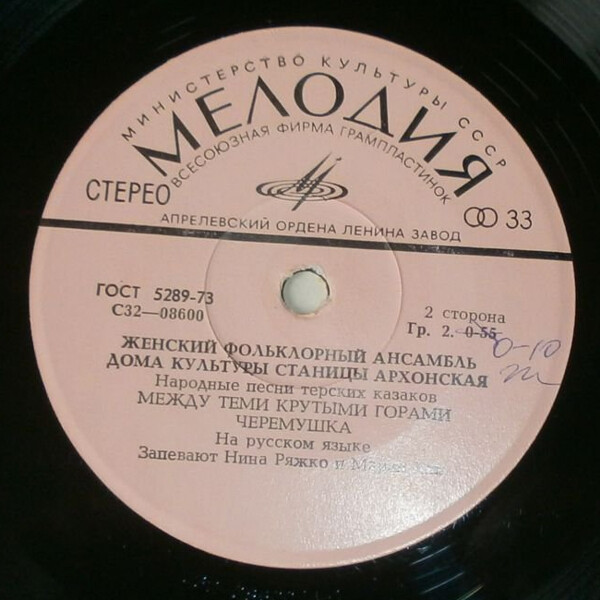 МИНИСТЕРСТВО КУЛЬТУРЫ СССР
МЕЛОДИЯ
ВСЕСОЮЗНАЯ ФИРМА ГРАМПЛАСТИНОК
СТЕРЕО
33
АПРЕЛЕВСКИЙ ОРДЕНА ЛЕНИНА ЗАВОД
ГОСТ 5289-73
С32—08600
2 сторона
Гр. 2. 0-55
0-10
ЖЕНСКИЙ ФОЛЬКЛОРНЫЙ АНСАМБЛЬ
ДОМА КУЛЬТУРЫ СТАНИЦЫ АРХОНСКАЯ
Народные песни терских казаков
МЕЖДУ ТЕМИ КРУТЫМИ ГОРАМИ
ЧЕРЕМУШКА
На русском языке
Запевают Нина Ряжко и